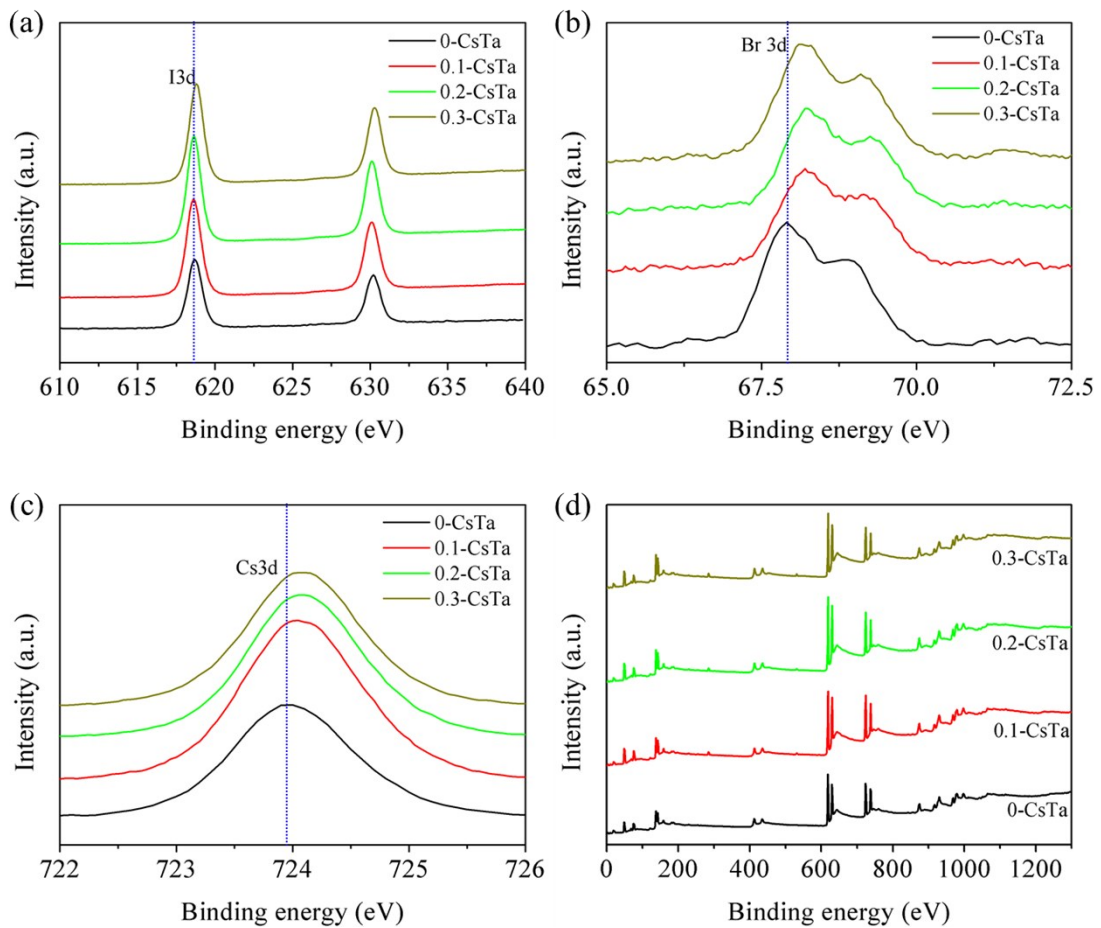 (a)
I3d
0-CsTa
0.1-CsTa
0.2-CsTa
0.3-CsTa
Intensity (a.u.)
610 615 620 625 630 635 640
Binding energy (eV)
(b)
Br 3d
0-CsTa
0.1-CsTa
0.2-CsTa
0.3-CsTa
Intensity (a.u.)
65.0 67.5 70.0 72.5
Binding energy (eV)
(c)
Cs3d
0-CsTa
0.1-CsTa
0.2-CsTa
0.3-CsTa
Intensity (a.u.)
722 723 724 725 726
Binding energy (eV)
(d)
0.3-CsTa
0.2-CsTa
0.1-CsTa
0-CsTa
Intensity (a.u.)
0 200 400 600 800 1000 1200
Binding energy (eV)